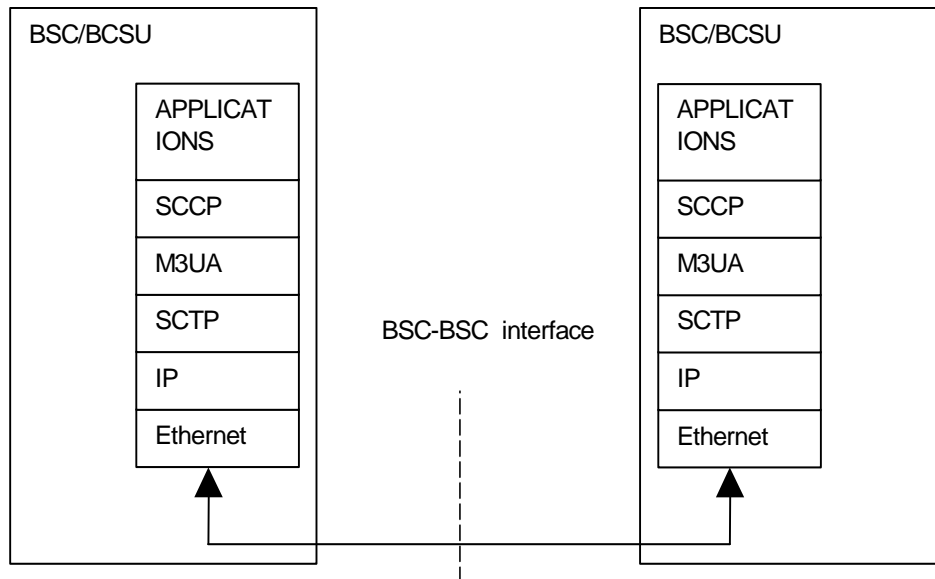 BSC/BCSU
APPLICAT
IONS
SCCP
M3UA
SCTP
IP
Ethernet
BSC-BSC interface
BSC/BCSU
APPLICAT
IONS
SCCP
M3UA
SCTP
IP
Ethernet